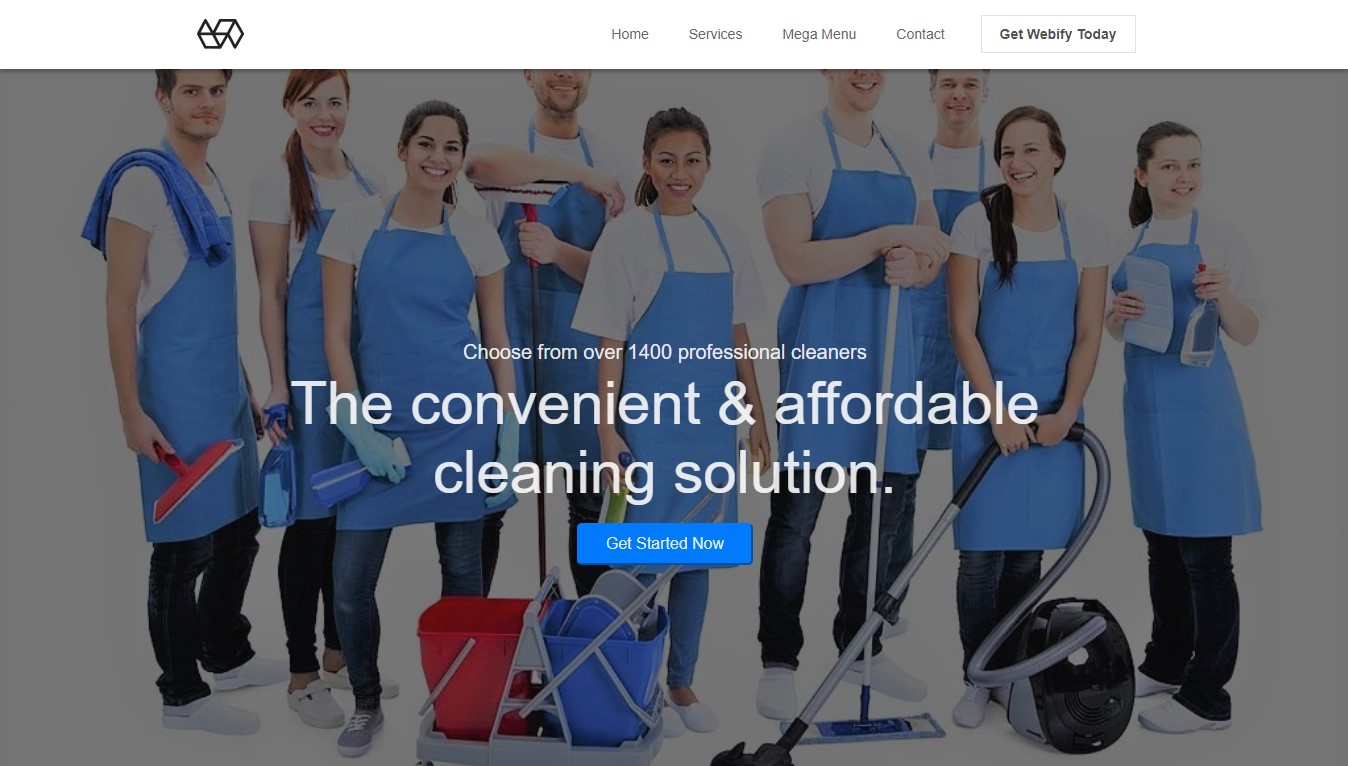 Home
Services
Mega Menu
Contact
Get Webify Today
Choose from over 1400 professional cleaners
The convenient & affordable
cleaning solution.
Get Started Now